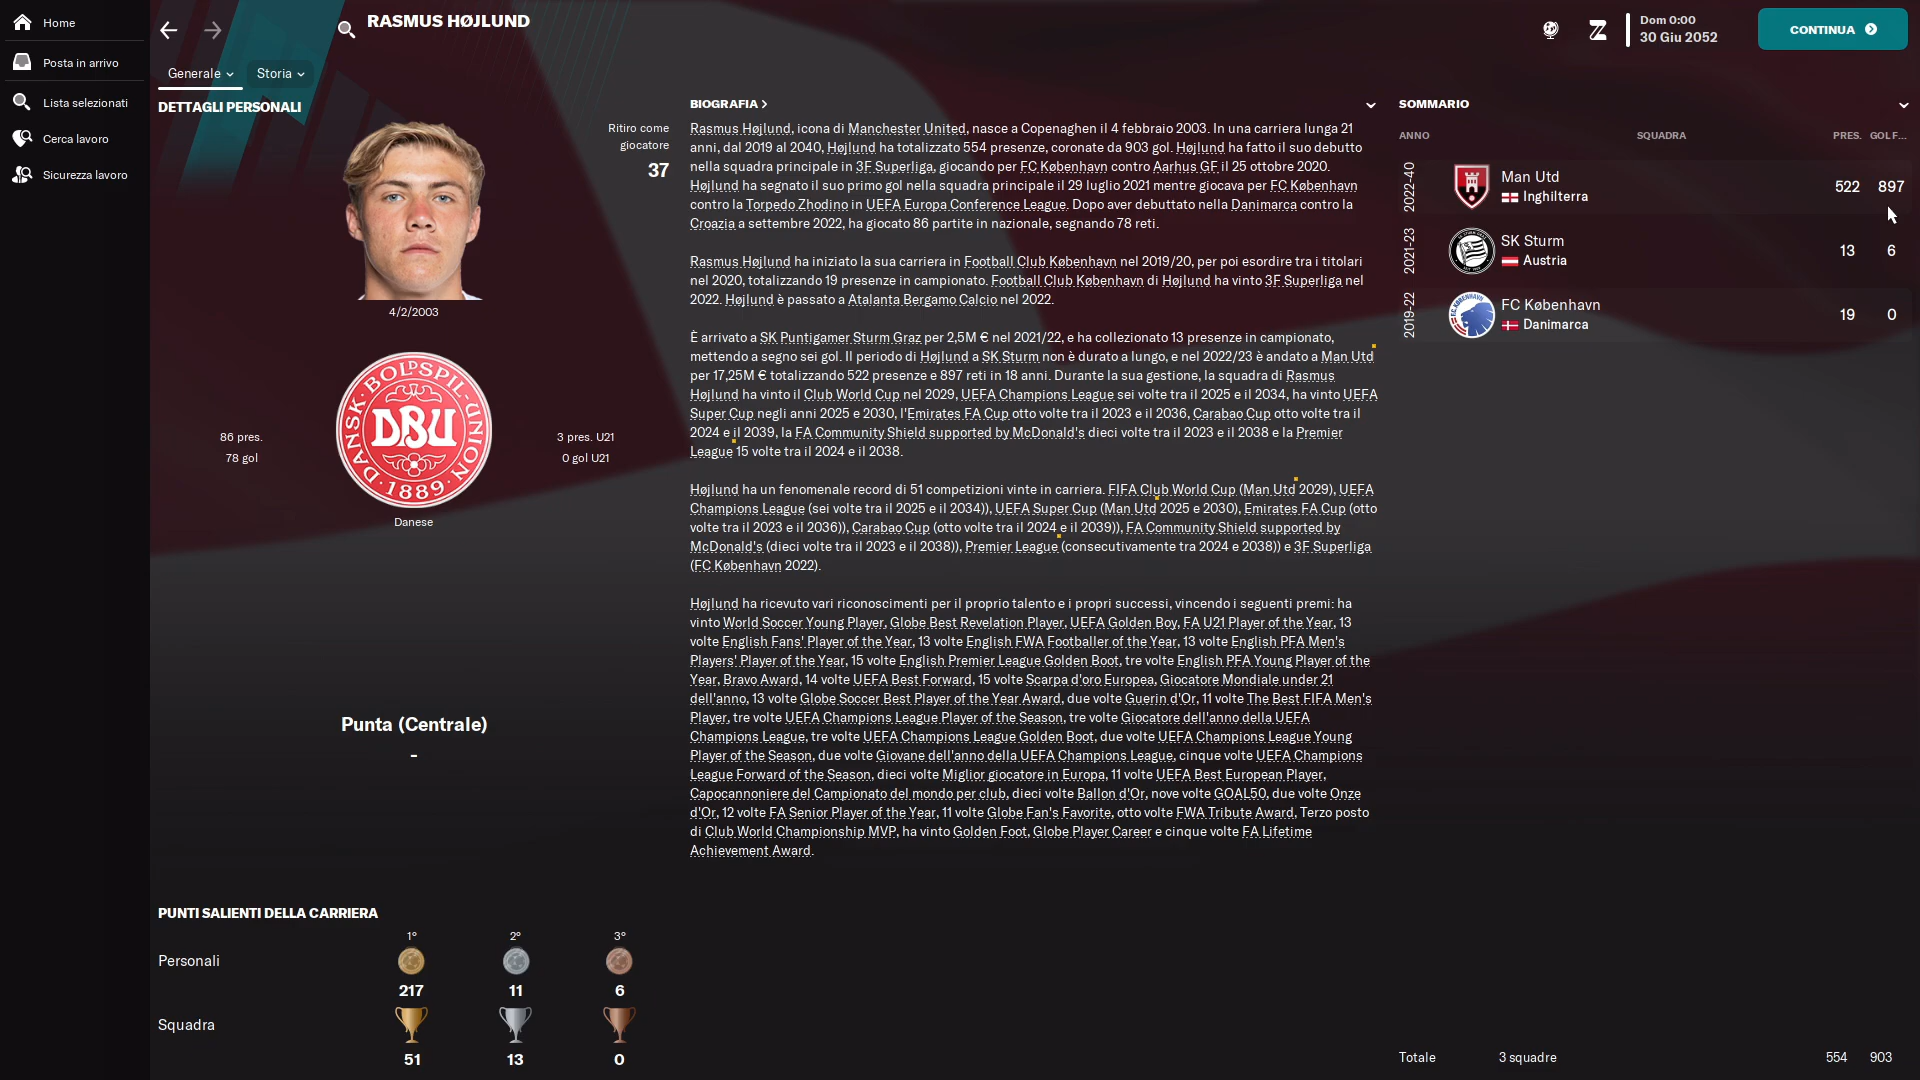 Home
Posta in arrivo
Lista selezionati
Cerca lavoro
Sicurezza lavoro
RASMUS HØJLUND
Dom 0:00
30 Giu 2052
CONTINUA
Generale
Storia
DETTAGLI PERSONALI
Ritiro come
giocatore
37
4/2/2003
DANSK BOLDSPIL-UNION
DBU
1889
86 pres.
78 gol
3 pres. U21
0 gol U21
Danese
Punta (Centrale)
-
PUNTI SALIENTI DELLA CARRIERA
1° 2° 3°
Personali
217 11 6
Squadra
51 13 0
BIOGRAFIA
Rasmus Højlund, icona di Manchester United, nasce a Copenaghen il 4 febbraio 2003. In una carriera lunga 21
anni, dal 2019 al 2040, Højlund ha totalizzato 554 presenze, coronate da 903 gol. Højlund ha fatto il suo debutto
nella squadra principale in 3F Superliga, giocando per FC København contro Aarhus GF il 25 ottobre 2020.
Højlund ha segnato il suo primo gol nella squadra principale il 29 luglio 2021 mentre giocava per FC København
contro la Torpedo Zhodino in UEFA Europa Conference League. Dopo aver debuttato nella Danimarca contro la
Croazia a settembre 2022, ha giocato 86 partite in nazionale, segnando 78 reti.
Rasmus Højlund ha iniziato la sua carriera in Football Club København nel 2019/20, per poi esordire tra i titolari
nel 2020, totalizzando 19 presenze in campionato. Football Club København di Højlund ha vinto 3F Superliga nel
2022. Højlund è passato a Atalanta Bergamo Calcio nel 2022.
È arrivato a SK Puntigamer Sturm Graz per 2,5M € nel 2021/22, e ha collezionato 13 presenze in campionato,
mettendo a segno sei gol. Il periodo di Højlund a SK Sturm non è durato a lungo, e nel 2022/23 è andato a Man Utd
per 17,25M € totalizzando 522 presenze e 897 reti in 18 anni. Durante la sua gestione, la squadra di Rasmus
Højlund ha vinto il Club World Cup nel 2029, UEFA Champions League sei volte tra il 2025 e il 2034, ha vinto UEFA
Super Cup negli anni 2025 e 2030, l'Emirates FA Cup otto volte tra il 2023 e il 2036, Carabao Cup otto volte tra il
2024 e il 2039, la FA Community Shield supported by McDonald's dieci volte tra il 2023 e il 2038 e la Premier
League 15 volte tra il 2024 e il 2038.
Højlund ha un fenomenale record di 51 competizioni vinte in carriera. FIFA Club World Cup (Man Utd 2029), UEFA
Champions League (sei volte tra il 2025 e il 2034)), UEFA Super Cup (Man Utd 2025 e 2030), Emirates FA Cup (otto
volte tra il 2023 e il 2036)), Carabao Cup (otto volte tra il 2024 e il 2039)), FA Community Shield supported by
McDonald's (dieci volte tra il 2023 e il 2038)), Premier League (consecutivamente tra 2024 e 2038)) e 3F Superliga
(FC København 2022).
Højlund ha ricevuto vari riconoscimenti per il proprio talento e i propri successi, vincendo i seguenti premi: ha
vinto World Soccer Young Player, Globe Best Revelation Player, UEFA Golden Boy, FA U21 Player of the Year, 13
volte English Fans' Player of the Year, 13 volte English FWA Footballer of the Year, 13 volte English PFA Men's
Players' Player of the Year, 15 volte English Premier League Golden Boot, tre volte English PFA Young Player of the
Year, Bravo Award, 14 volte UEFA Best Forward, 15 volte Scarpa d'oro Europea, Giocatore Mondiale under 21
dell'anno, 13 volte Globe Soccer Best Player of the Year Award, due volte Guerin d'Or, 11 volte The Best FIFA Men's
Player, tre volte UEFA Champions League Player of the Season, tre volte Giocatore dell'anno della UEFA
Champions League, tre volte UEFA Champions League Golden Boot, due volte UEFA Champions League Young
Player of the Season, due volte Giovane dell'anno della UEFA Champions League, cinque volte UEFA Champions
League Forward of the Season, dieci volte Miglior giocatore in Europa, 11 volte UEFA Best European Player,
Capocannoniere del Campionato del mondo per club, dieci volte Ballon d'Or, nove volte GOAL50, due volte Onze
d'Or, 12 volte FA Senior Player of the Year, 11 volte Globe Fan's Favorite, otto volte FWA Tribute Award, Terzo posto
di Club World Championship MVP, ha vinto Golden Foot, Globe Player Career e cinque volte FA Lifetime
Achievement Award.
SOMMARIO
ANNO SQUADRA PRES. GOL F...
2022-40 Man Utd 522 897
Inghilterra
2021-23 SK Sturm 13 6
Austria
2019-22 FC København 19 0
Danimarca
Totale 3 squadre 554 903